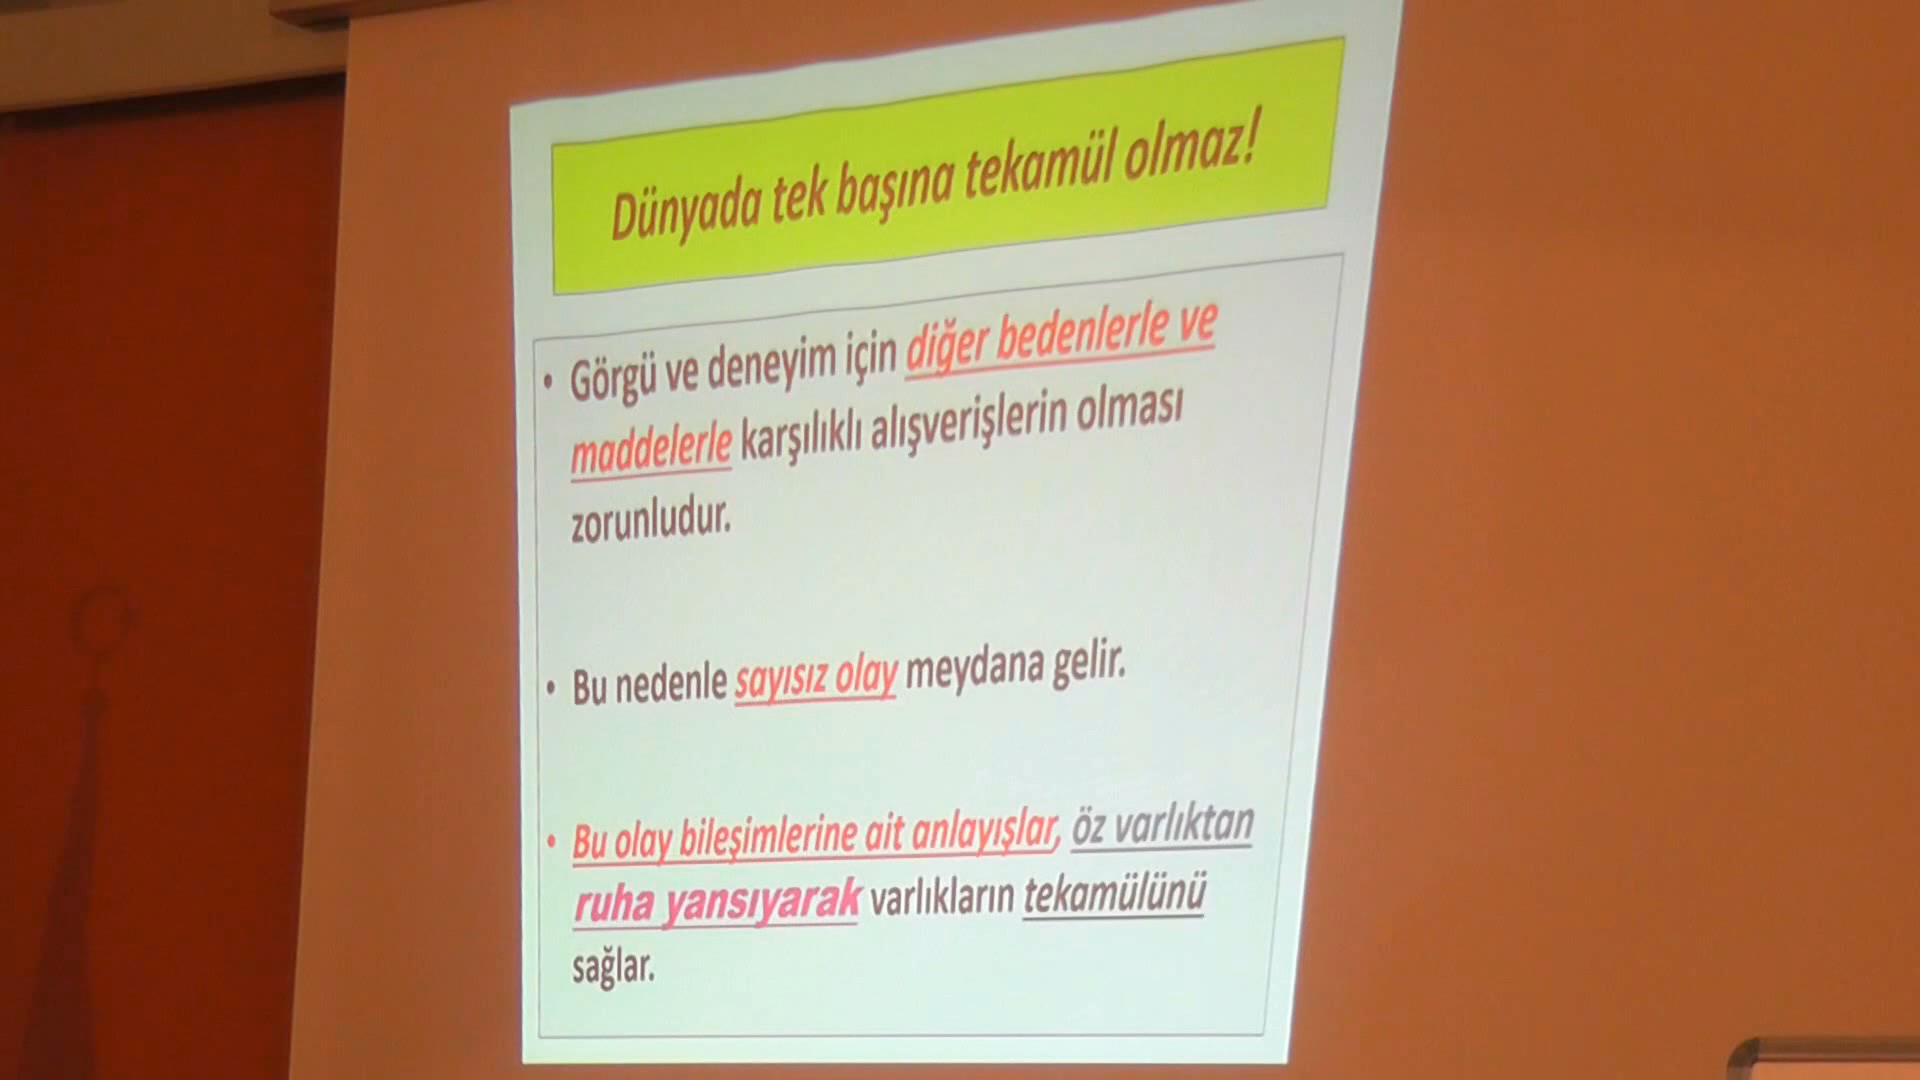 Dünyada tek başına tekamül olmaz!
• Görgü ve deneyim için diğer bedenlerle ve
maddelerle karşılıklı alışverişlerin olması
zorunludur.
• Bu nedenle sayısız olay meydana gelir.
• Bu olay bileşimlerine ait anlayışlar, öz varlıktan
ruha yansıyarak varlıkların tekamülünü
sağlar.